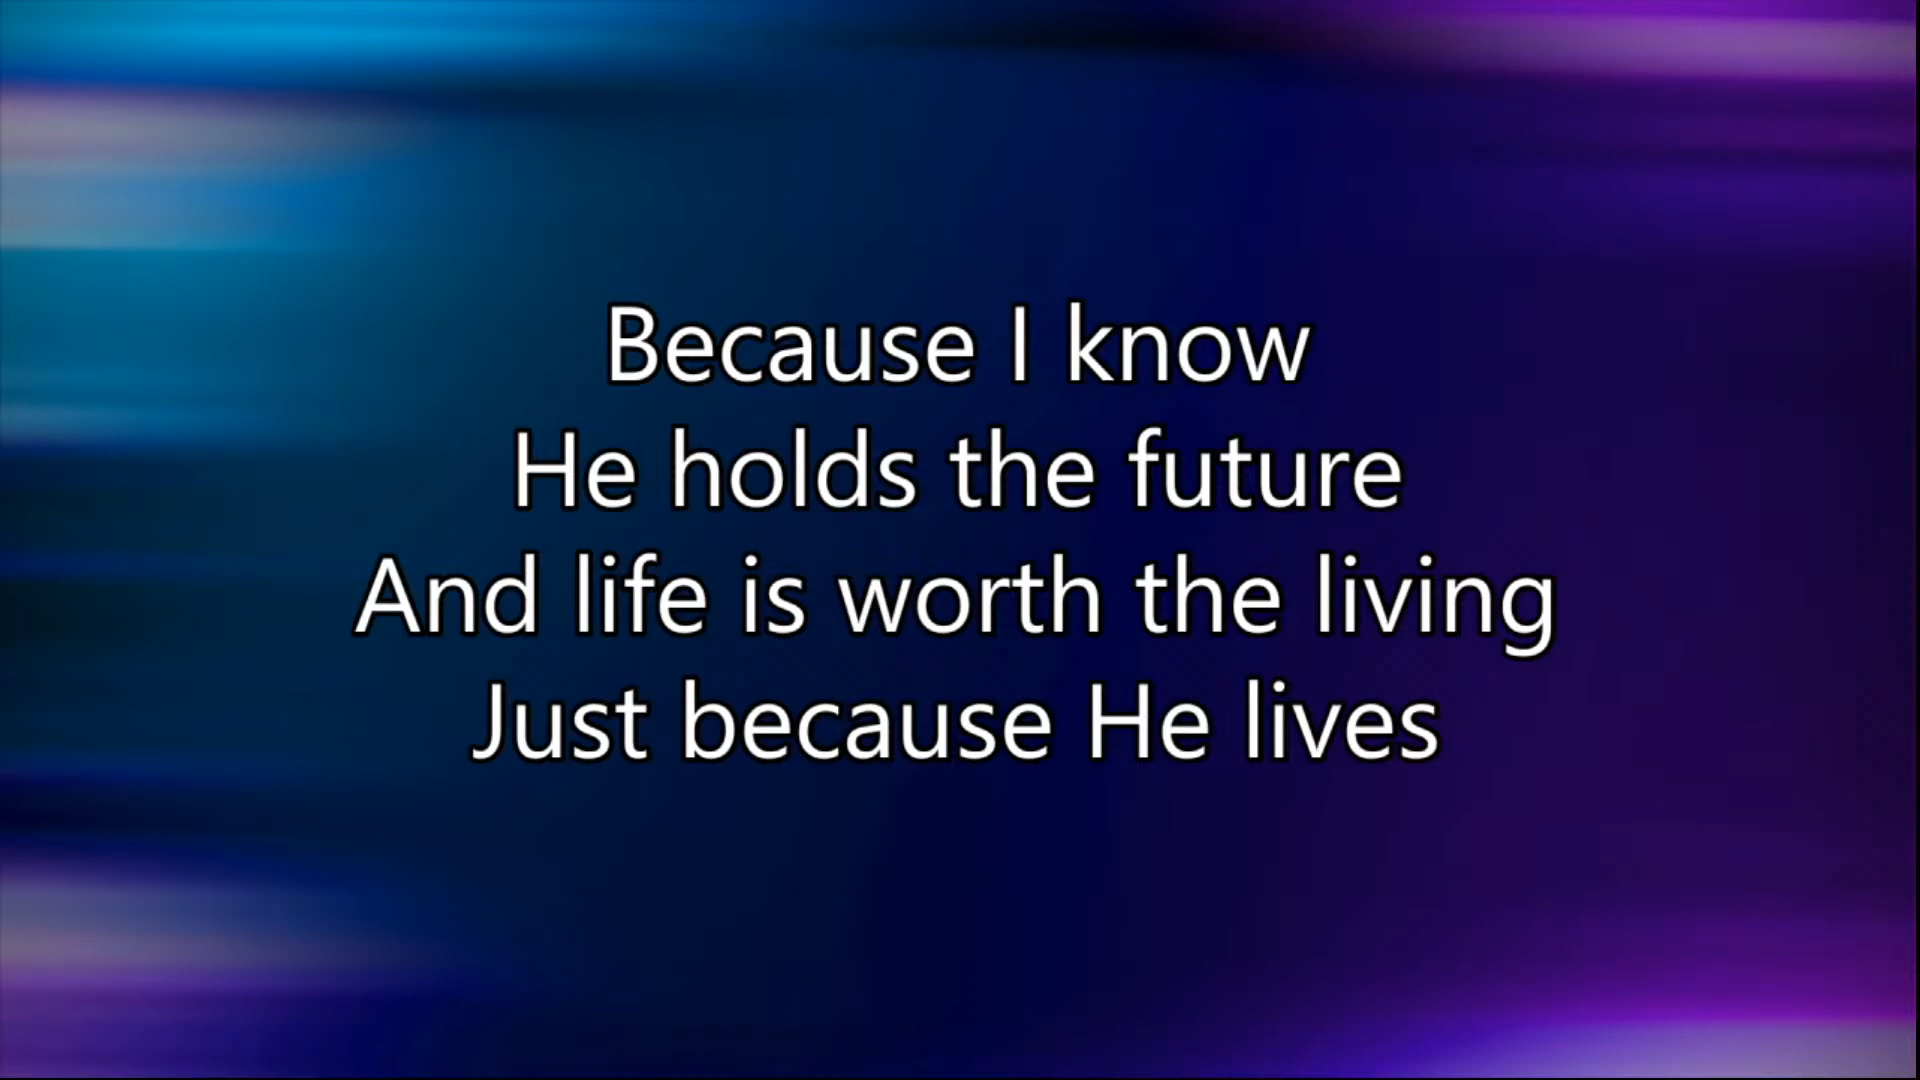 Because I know
He holds the future
And life is worth the living
Just because He lives